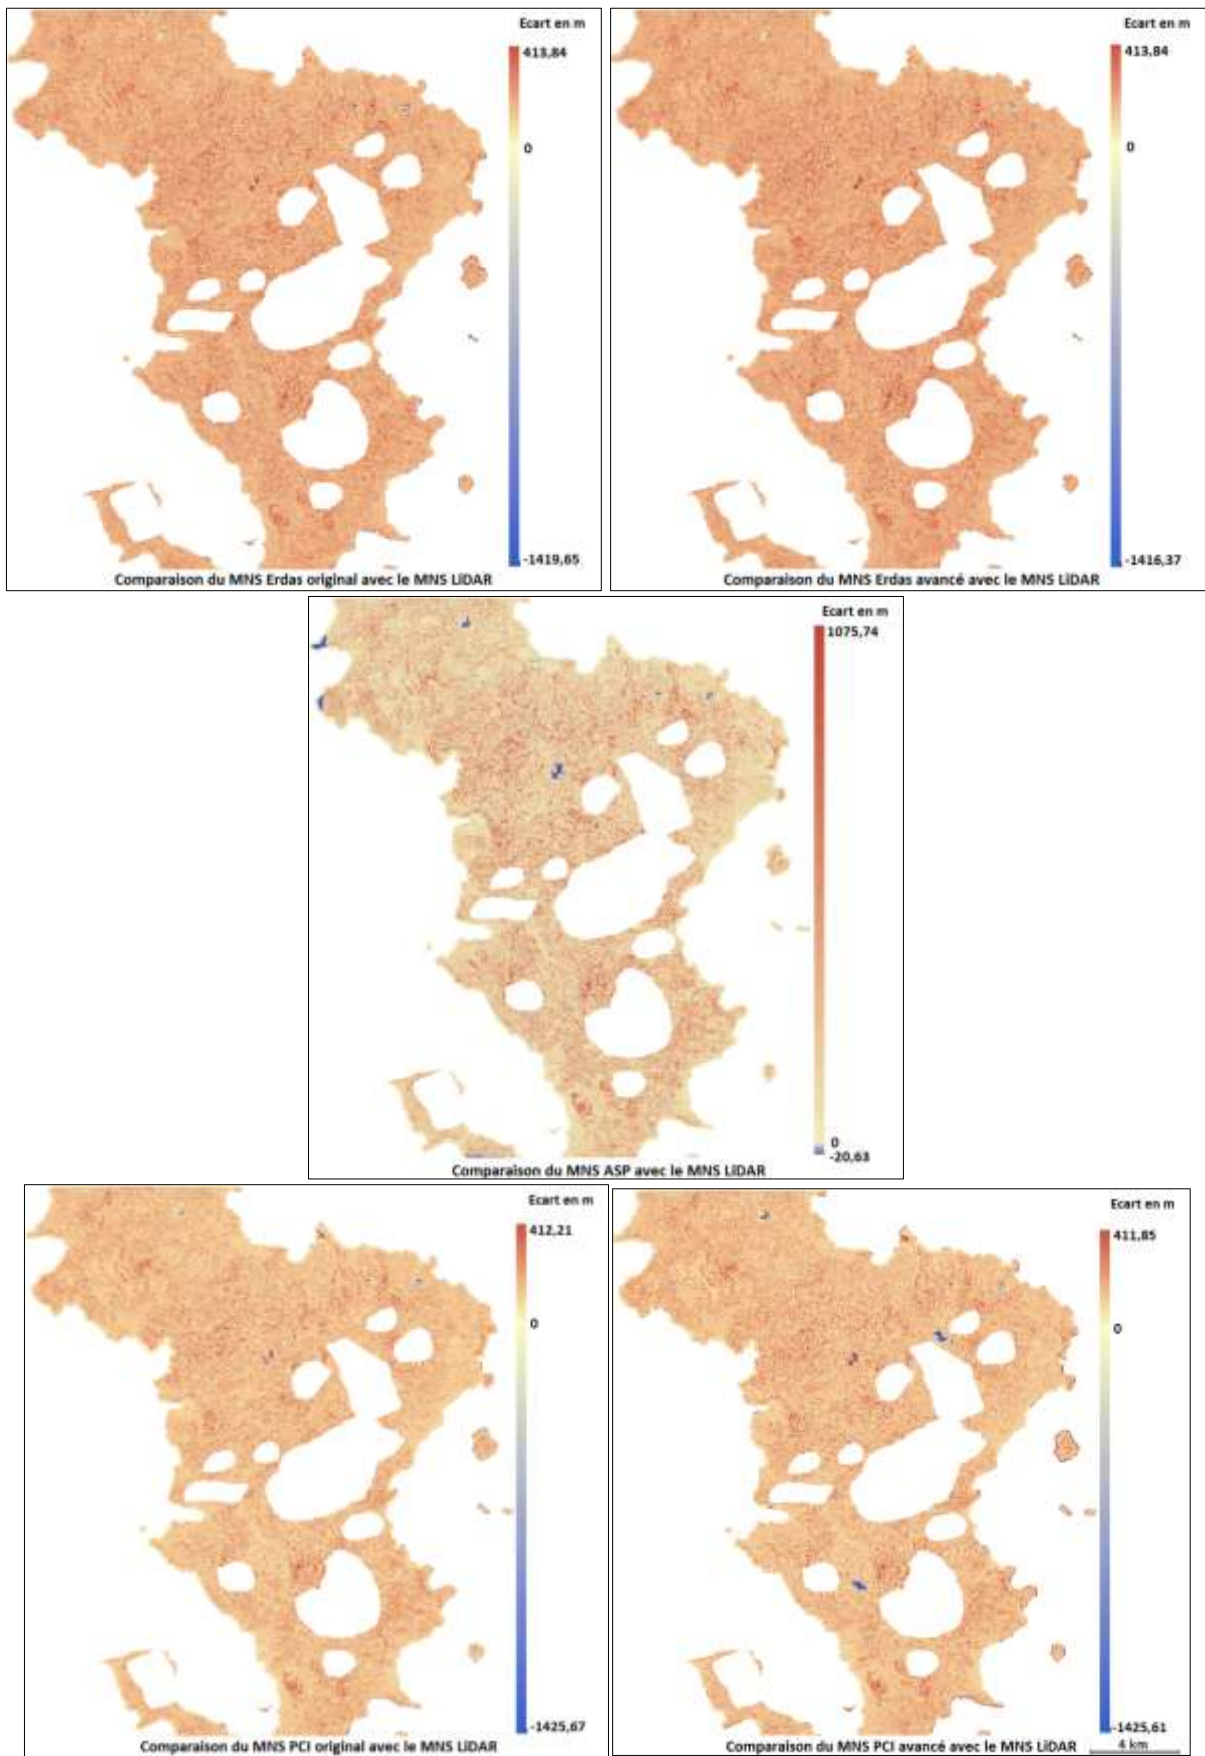 Ecart en m
413,84
0
-1419,65
Comparaison du MNS Erdas original avec le MNS LiDAR
Ecart en m
413,84
0
-1416,37
Comparaison du MNS Erdas avancé avec le MNS LiDAR
Ecart en m
1075,74
0
-20,63
Comparaison du MNS ASP avec le MNS LiDAR
Ecart en m
412,21
0
-1425,67
Comparaison du MNS PCI original avec le MNS LiDAR
Ecart en m
411,85
0
-1425,61
Comparaison du MNS PCI avancé avec le MNS LiDAR
4 km